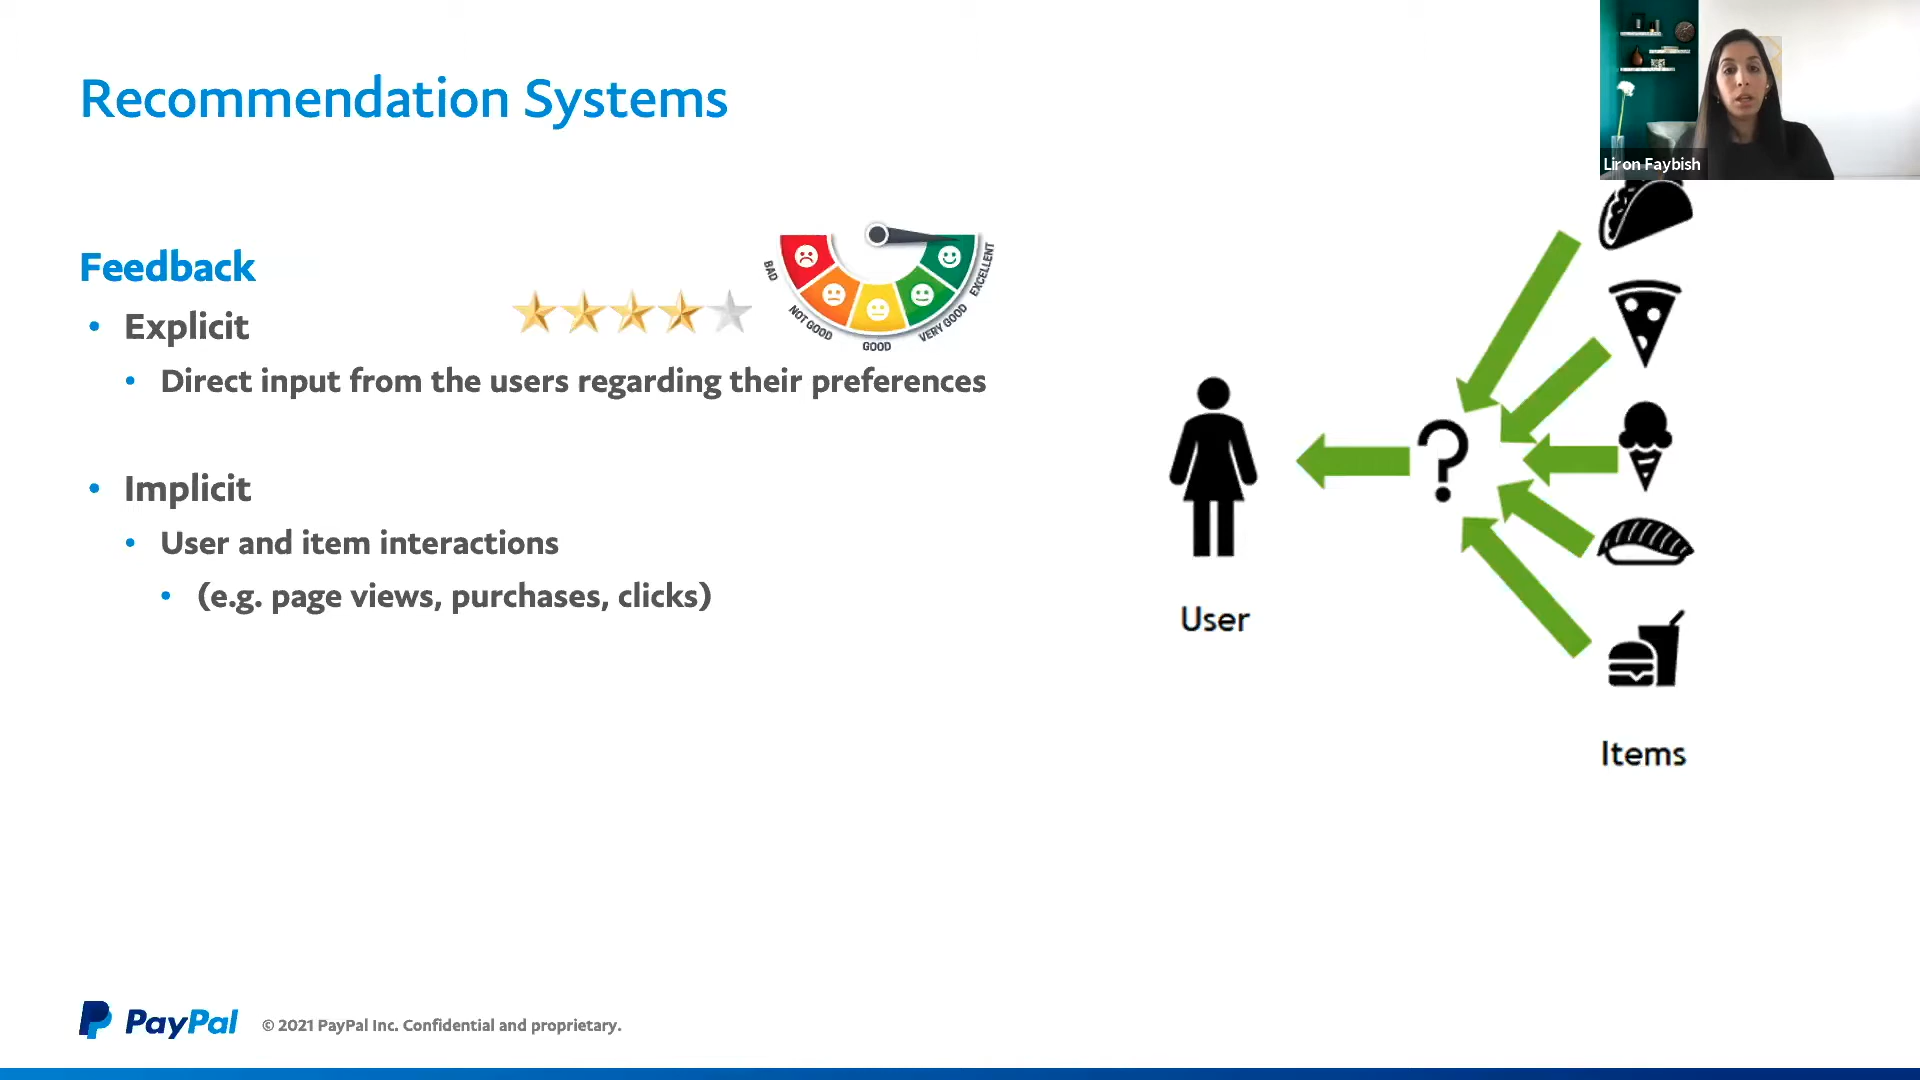 Recommendation Systems
Liron Faybish
Feedback
• Explicit
BAD
NOT GOOD
GOOD
VERY GOOD
EXCELLENT
• Direct input from the users regarding their preferences
• Implicit
• User and item interactions
• (e.g. page views, purchases, clicks)
?
User
Items
PayPal © 2021 PayPal Inc. Confidential and proprietary.